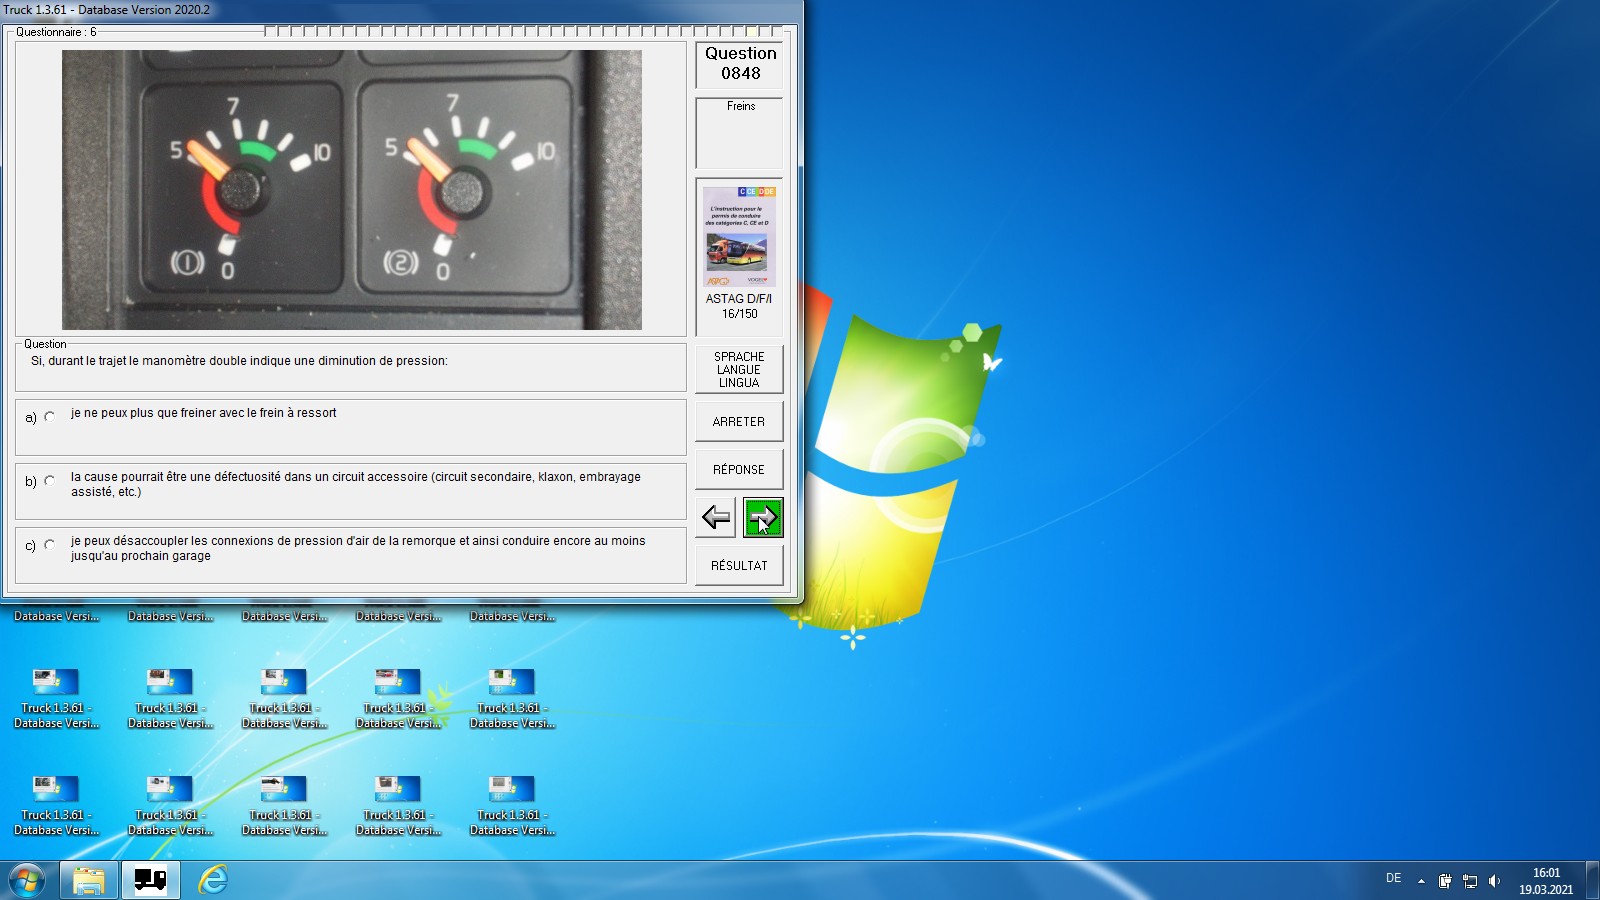 Truck 1.3.61 - Database Version 2020.2
Questionnaire : 6
7
5
10
0
1
7
5
10
0
2
Question
0848
Freins
C CE D DE
L'instruction pour le
permis de conduire
des catégories C, CE et D
ASTAG D/F/I
16/150
Question
Si, durant le trajet le manomètre double indique une diminution de pression:
a) je ne peux plus que freiner avec le frein à ressort
b) la cause pourrait être une défectuosité dans un circuit accessoire (circuit secondaire, klaxon, embrayage
assisté, etc.)
c) je peux désaccoupler les connexions de pression d'air de la remorque et ainsi conduire encore au moins
jusqu'au prochain garage
SPRACHE
LANGUE
LINGUA
ARRETER
RÉPONSE
RÉSULTAT
Database Versi... Database Versi... Database Versi... Database Versi... Database Versi...
Truck 1.3.61 - Truck 1.3.61 - Truck 1.3.61 - Truck 1.3.61 - Truck 1.3.61 -
Database Versi... Database Versi... Database Versi... Database Versi... Database Versi...
Truck 1.3.61 - Truck 1.3.61 - Truck 1.3.61 - Truck 1.3.61 - Truck 1.3.61 -
Database Versi... Database Versi... Database Versi... Database Versi... Database Versi...
DE
16:01
19.03.2021